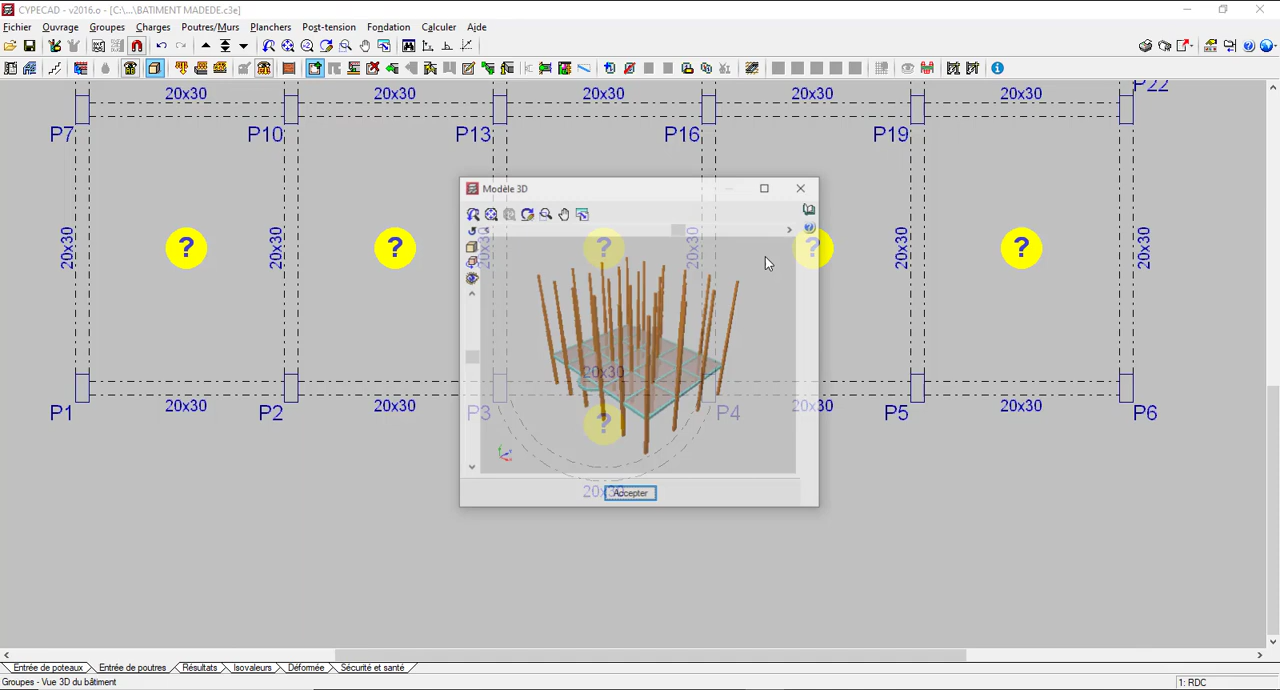 CYPECAD - v2016.o - [C:\...\BATIMENT MADEDE.c3e]
Fichier Ouvrage Groupes Charges Poutres/Murs Planchers Post-tension Fondation Calculer Aide
20x30 20x30 20x30 20x30 20x30 P22
P7 P10 P13 P16 P19
Modèle 3D
20x30 ? 20x30 ? 20x30 ? 20x30 ? 20x30 ? 20x30
20x30
P1 20x30 P2 20x30 P3 ? P4 20x30 P5 20x30 P6
20x30 Accepter
Entrée de poteaux Entrée de poutres Résultats Isovaleurs Déformée Sécurité et santé
Groupes - Vue 3D du bâtiment 1: RDC